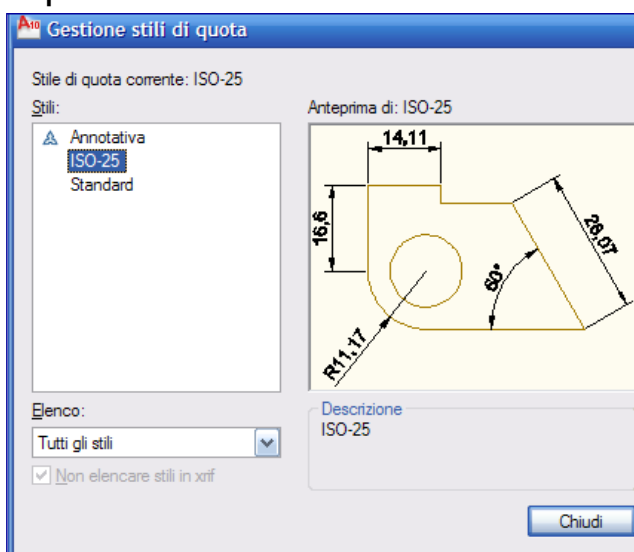 A10 Gestione stili di quota
Stile di quota corrente: ISO-25
Stili:
Annotativa
ISO-25
Standard
Anteprima di: ISO-25
14,11
16,6
28,07
60°
R11,17
Elenco:
Tutti gli stili
Non elencare stili in xrif
Descrizione
ISO-25
Chiudi